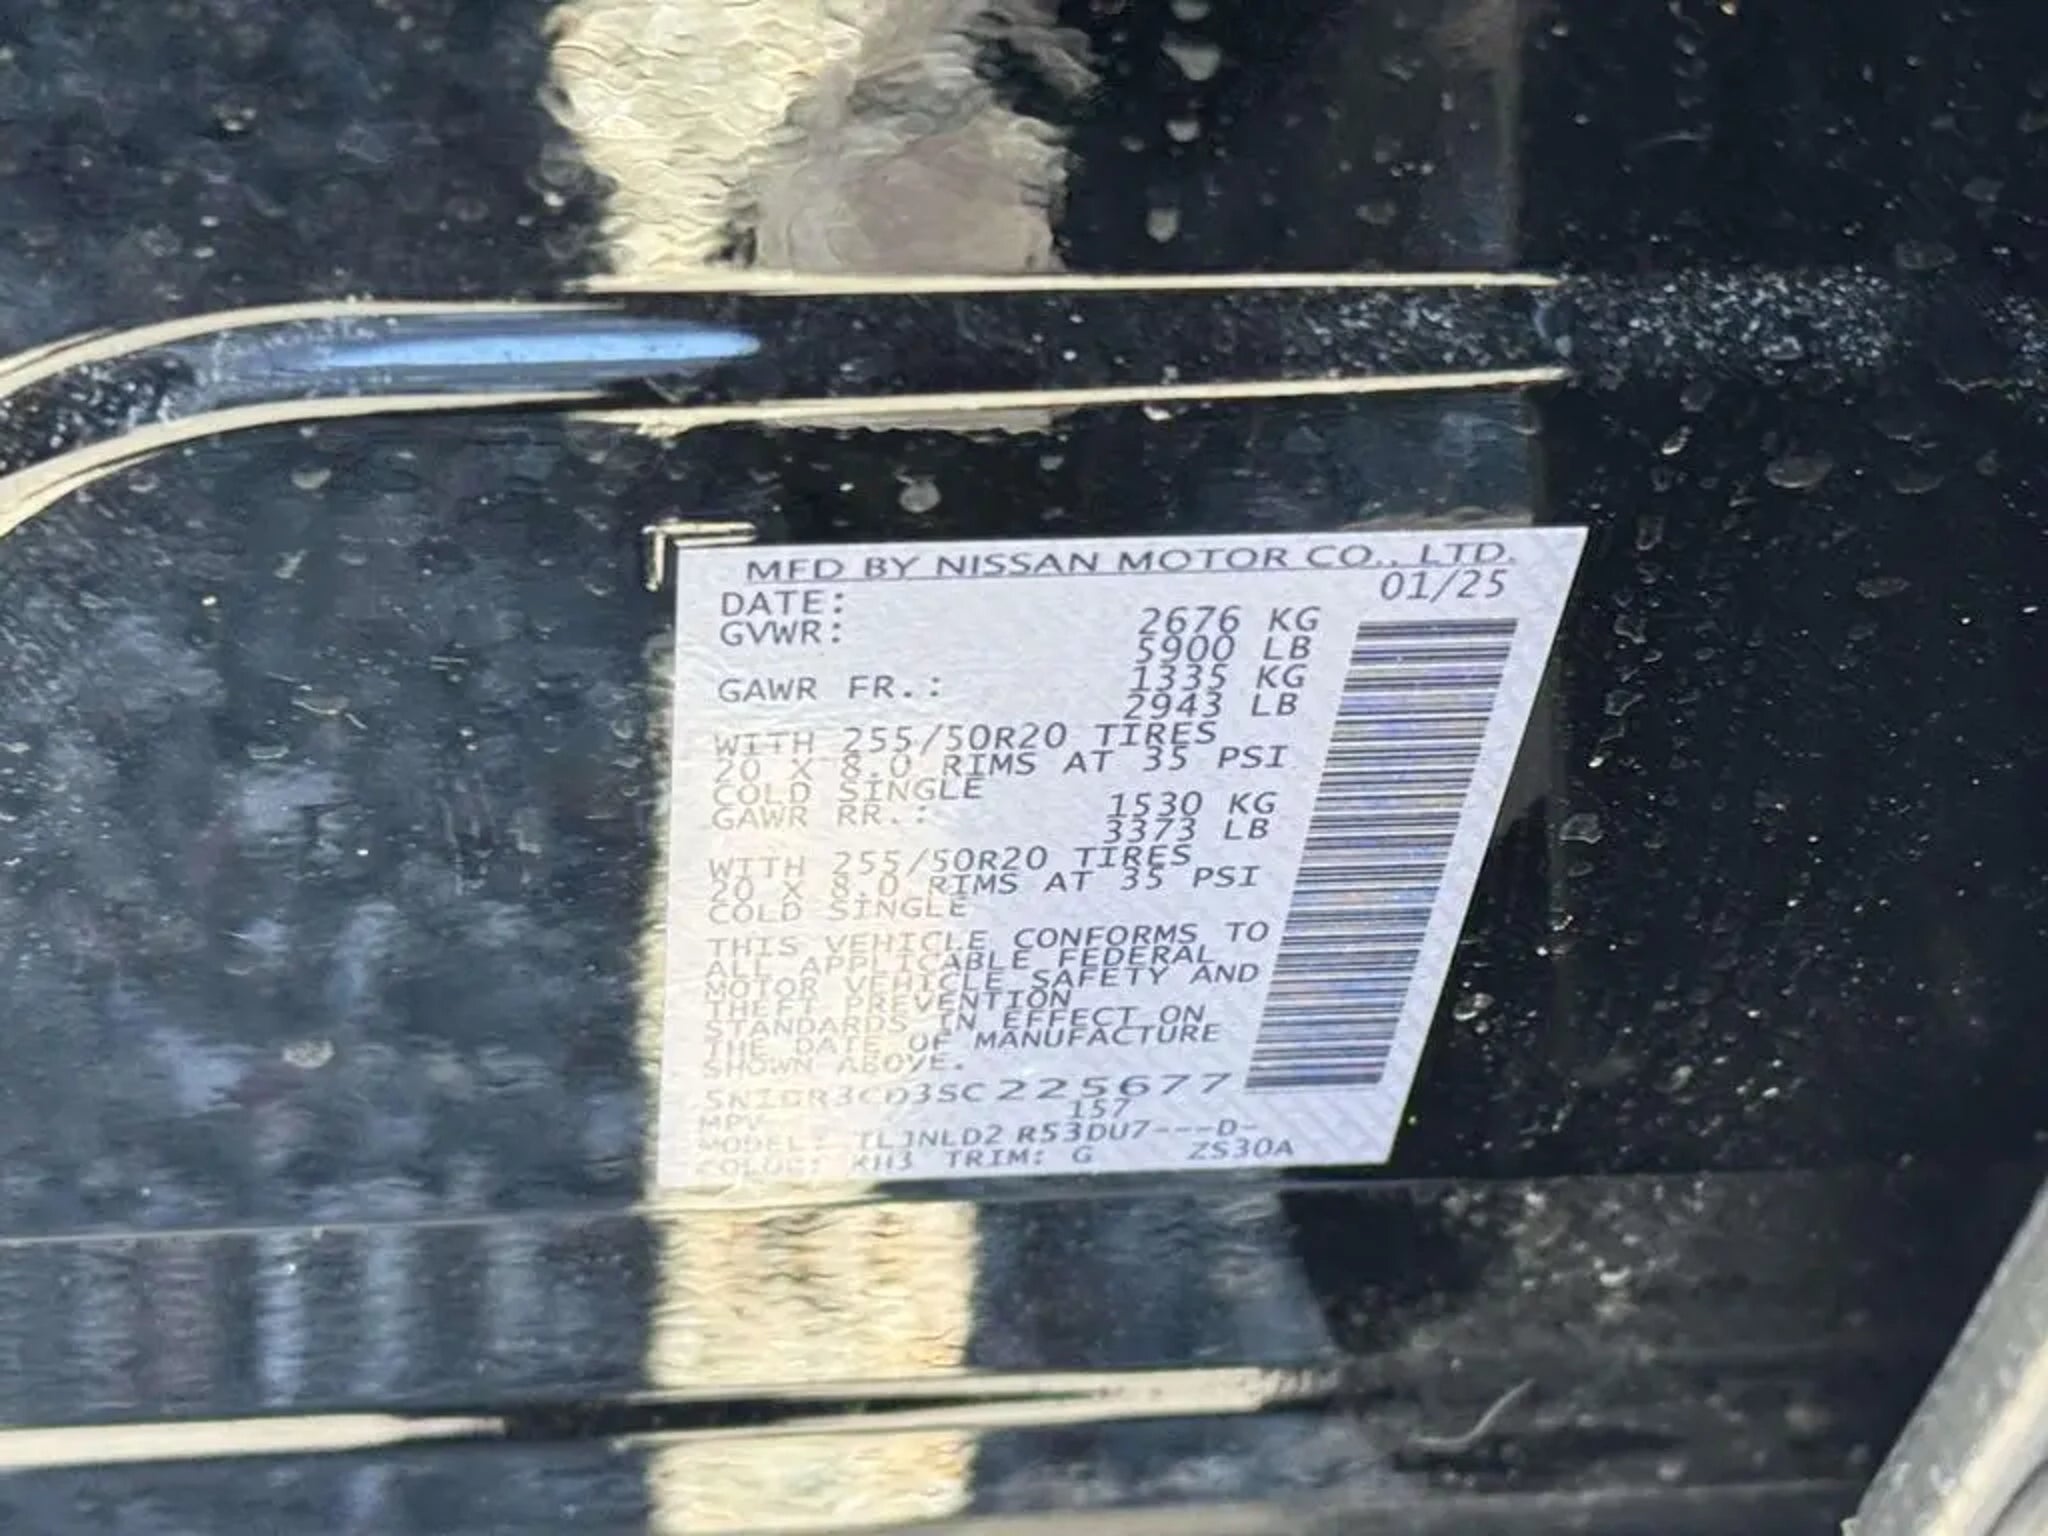 MFD BY NISSAN MOTOR CO., LTD.
DATE: 01/25
GVWR: 2676 KG
5900 LB
GAWR FR.: 1335 KG
2943 LB
WITH 255/50R20 TIRES
20 X 8.0 RIMS AT 35 PSI
COLD SINGLE
GAWR RR.: 1530 KG
3373 LB
WITH 255/50R20 TIRES
20 X 8.0 RIMS AT 35 PSI
COLD SINGLE
THIS VEHICLE CONFORMS TO
ALL APPLICABLE FEDERAL
MOTOR VEHICLE SAFETY AND
THEFT PREVENTION
STANDARDS IN EFFECT ON
THE DATE OF MANUFACTURE
SHOWN ABOVE.
157
MPV
MODEL: R53DU7---D-
TRIM: G ZS30A